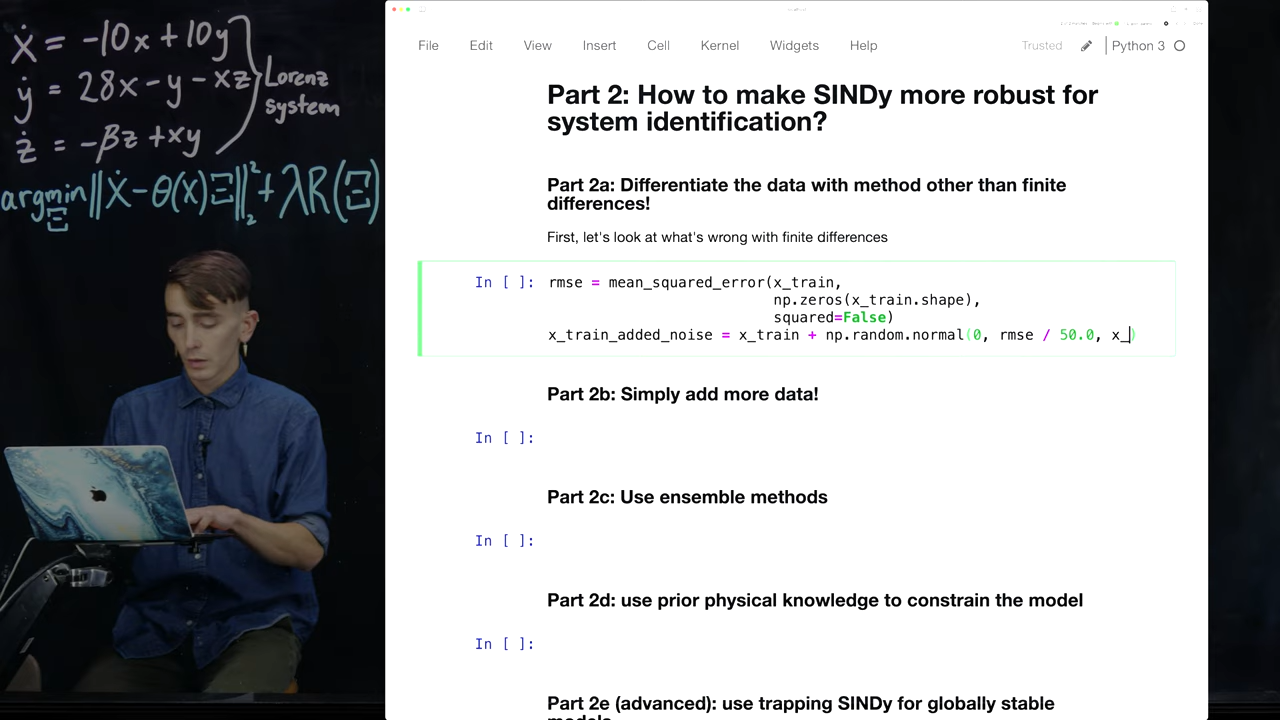 ẋ = -10x + 10y
ẏ = 28x - y - xz
ż = -βz + xy
Lorenz
system
argmin ‖Ẋ - Θ(X)Ξ‖²₂ + λR(Ξ)
Ξ
File Edit View Insert Cell Kernel Widgets Help Trusted Python 3
Part 2: How to make SINDy more robust for
system identification?
Part 2a: Differentiate the data with method other than finite
differences!
First, let's look at what's wrong with finite differences
In [ ]: rmse = mean_squared_error(x_train,
np.zeros(x_train.shape),
squared=False)
x_train_added_noise = x_train + np.random.normal(0, rmse / 50.0, x_)
Part 2b: Simply add more data!
In [ ]:
Part 2c: Use ensemble methods
In [ ]:
Part 2d: use prior physical knowledge to constrain the model
In [ ]:
Part 2e (advanced): use trapping SINDy for globally stable